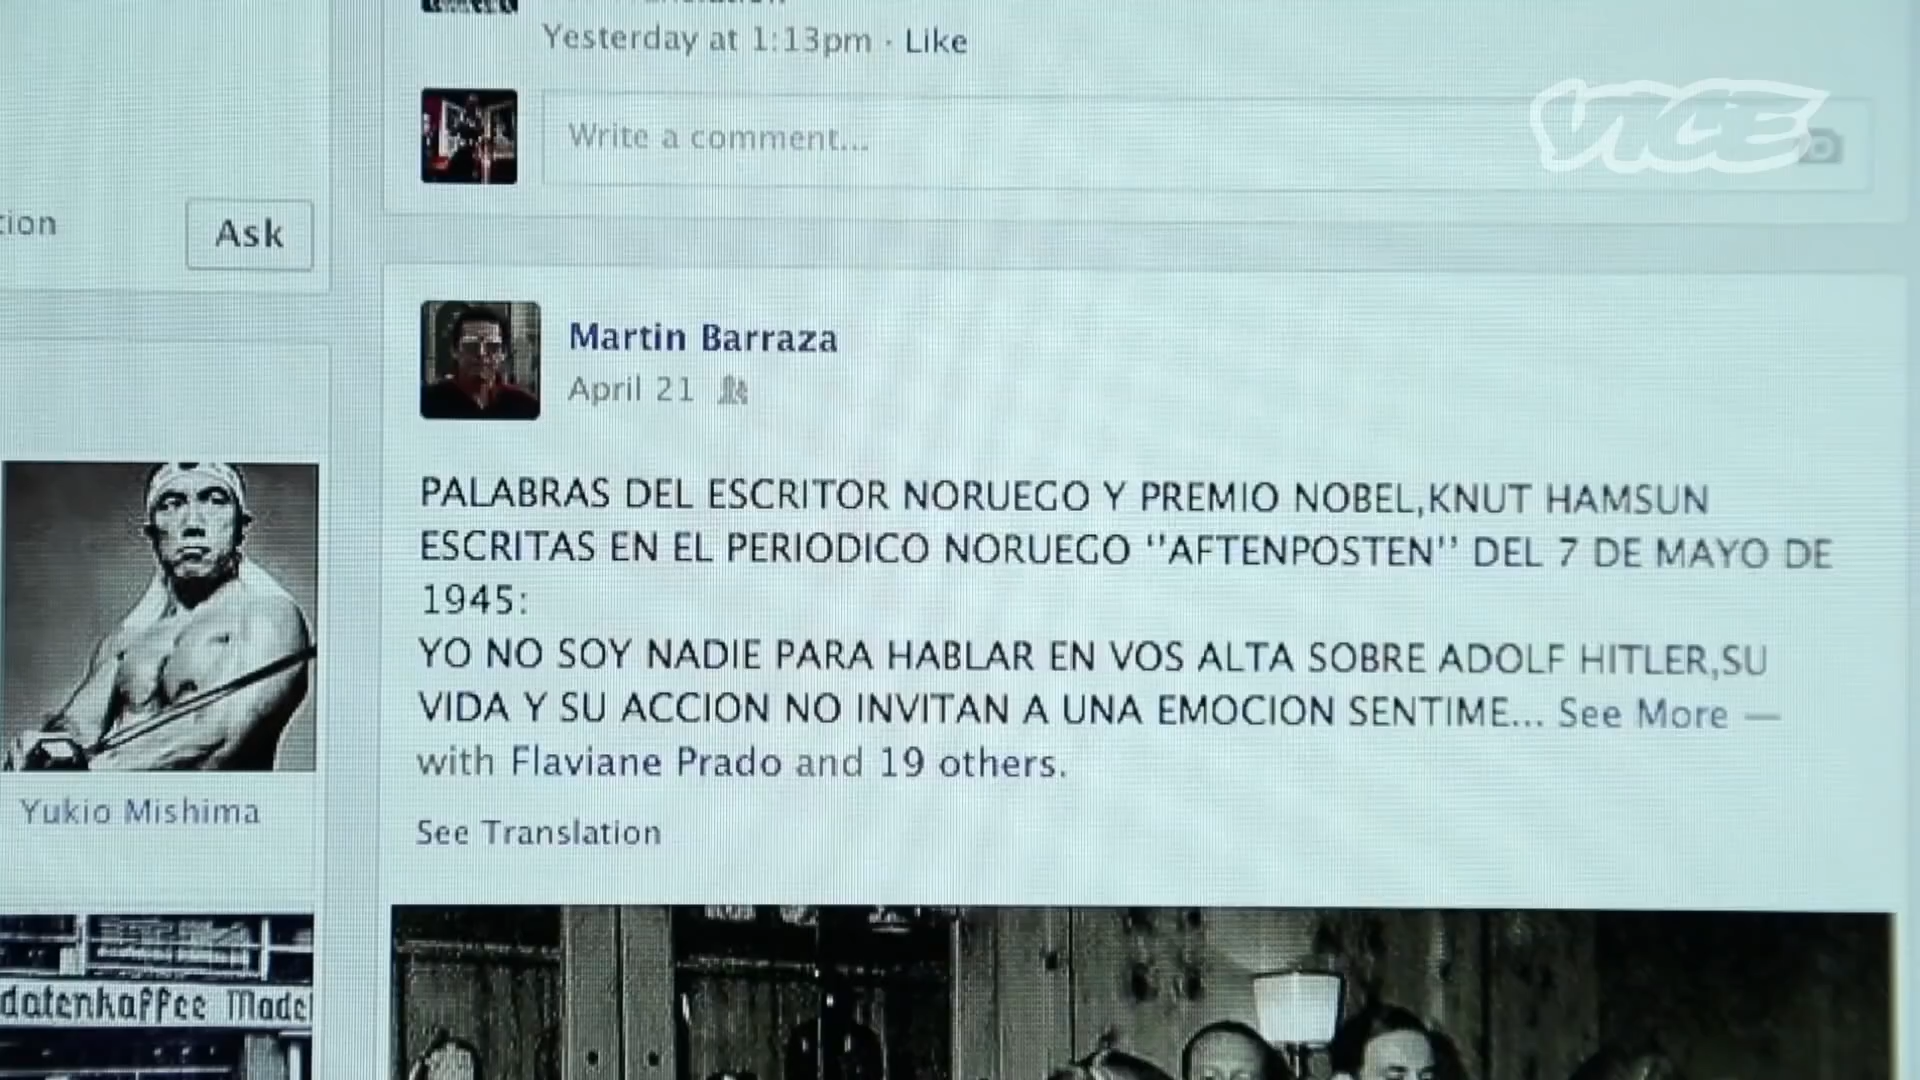 Yesterday at 1:13pm · Like
Write a comment...
VICE
tion
Ask
Martin Barraza
April 21
PALABRAS DEL ESCRITOR NORUEGO Y PREMIO NOBEL,KNUT HAMSUN
ESCRITAS EN EL PERIODICO NORUEGO ''AFTENPOSTEN'' DEL 7 DE MAYO DE
1945:
YO NO SOY NADIE PARA HABLAR EN VOS ALTA SOBRE ADOLF HITLER,SU
VIDA Y SU ACCION NO INVITAN A UNA EMOCION SENTIME... See More —
with Flaviane Prado and 19 others.
See Translation
Yukio Mishima
datenkaffee Model